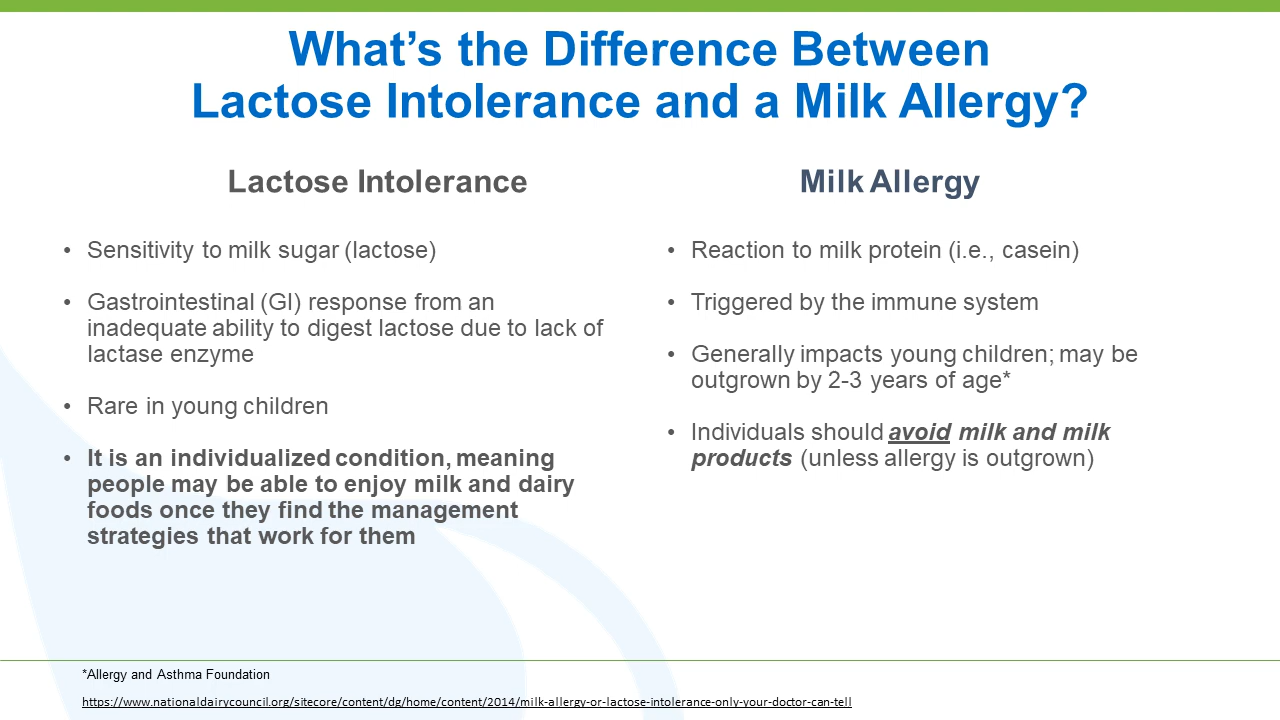 What’s the Difference Between
Lactose Intolerance and a Milk Allergy?
Lactose Intolerance
• Sensitivity to milk sugar (lactose)
• Gastrointestinal (GI) response from an
inadequate ability to digest lactose due to lack of
lactase enzyme
• Rare in young children
• It is an individualized condition, meaning
people may be able to enjoy milk and dairy
foods once they find the management
strategies that work for them
Milk Allergy
• Reaction to milk protein (i.e., casein)
• Triggered by the immune system
• Generally impacts young children; may be
outgrown by 2-3 years of age*
• Individuals should avoid milk and milk
products (unless allergy is outgrown)
*Allergy and Asthma Foundation
https://www.nationaldairycouncil.org/sitecore/content/dg/home/content/2014/milk-allergy-or-lactose-intolerance-only-your-doctor-can-tell